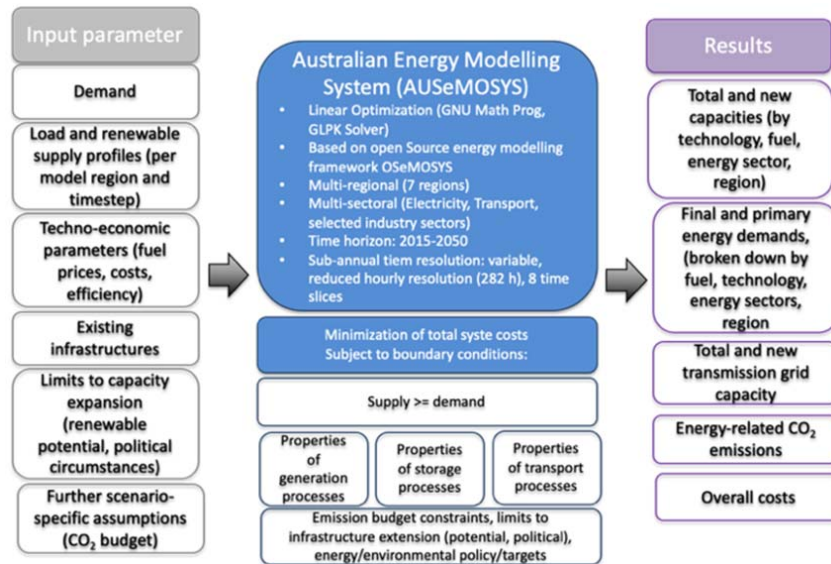 Input parameter
Demand
Load and renewable
supply profiles (per
model region and
timestep)
Techno-economic
parameters (fuel
prices, costs,
efficiency)
Existing
infrastructures
Limits to capacity
expansion
(renewable
potential, political
circumstances)
Further scenario-
specific assumptions
(CO₂ budget)
Australian Energy Modelling
System (AUSeMOSYS)
• Linear Optimization (GNU Math Prog,
GLPK Solver)
• Based on open Source energy modelling
framework OSeMOSYS
• Multi-regional (7 regions)
• Multi-sectoral (Electricity, Transport,
selected industry sectors)
• Time horizon: 2015-2050
• Sub-annual tiem resolution: variable,
reduced hourly resolution (282 h), 8 time
slices
Minimization of total syste costs
Subject to boundary conditions:
Supply >= demand
Properties
of
generation
processes
Properties
of storage
processes
Properties
of transport
processes
Emission budget constraints, limits to
infrastructure extension (potential, political),
energy/environmental policy/targets
Results
Total and new
capacities (by
technology, fuel,
energy sector,
region)
Final and primary
energy demands,
(broken down by
fuel, technology,
energy sectors,
region
Total and new
transmission grid
capacity
Energy-related CO₂
emissions
Overall costs